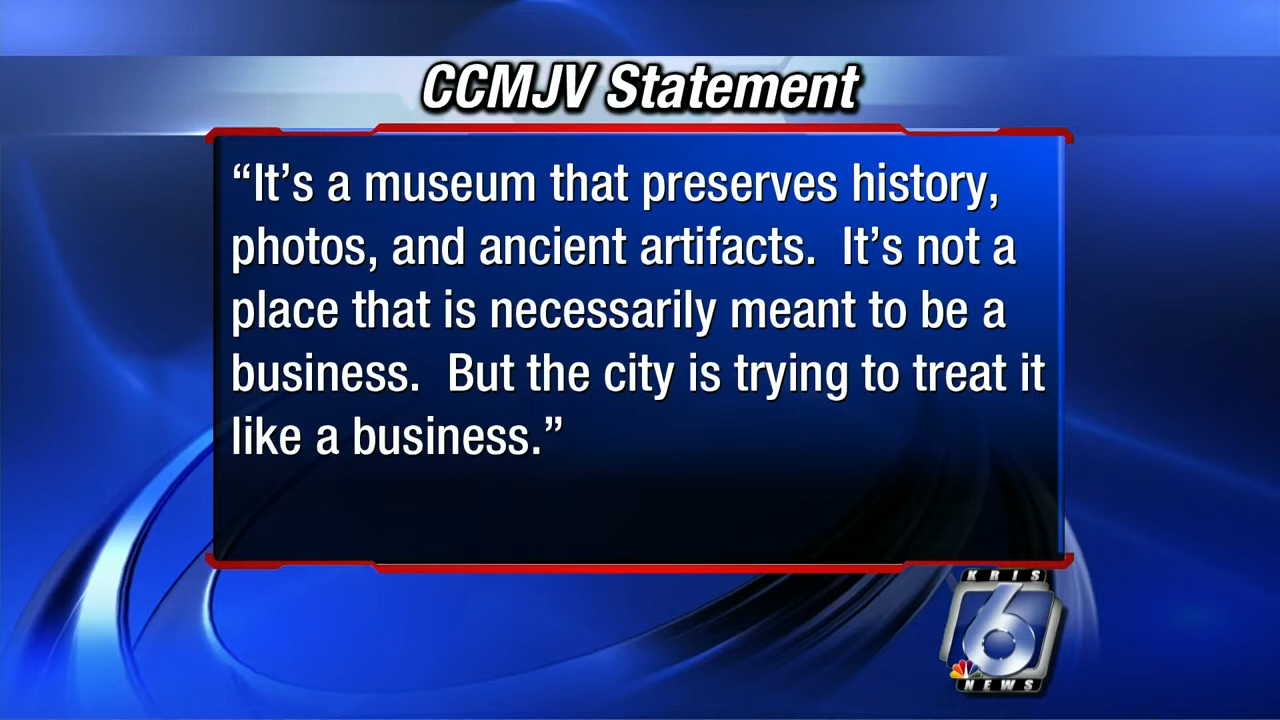 CCMJV Statement
“It’s a museum that preserves history,
photos, and ancient artifacts.  It’s not a
place that is necessarily meant to be a
business.  But the city is trying to treat it
like a business.”
KRIS
6
NEWS